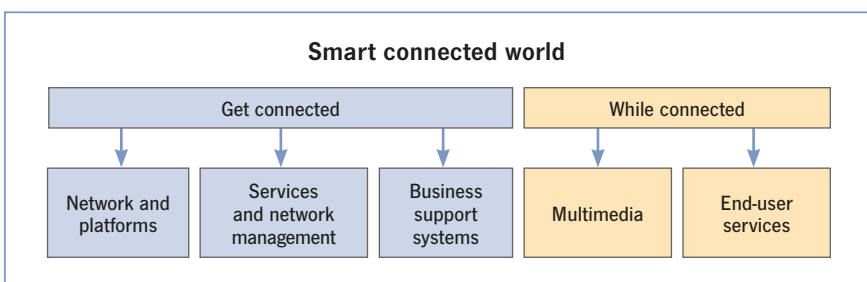 Smart connected world
Get connected
While connected
Network and
platforms
Services
and network
management
Business
support
systems
Multimedia
End-user
services